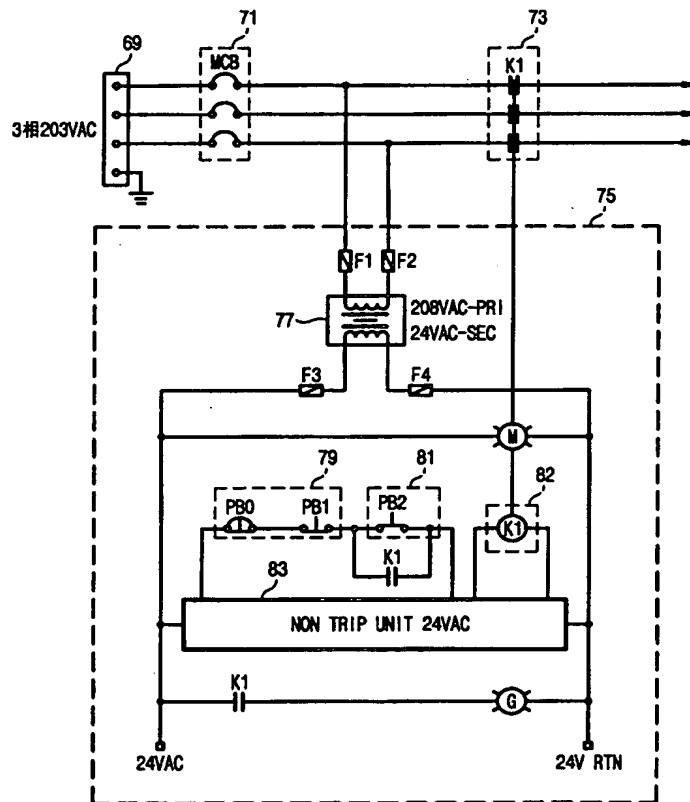 71
73
69
MCB
K1
3相203VAC
75
F1
F2
77
208VAC-PRI
24VAC-SEC
F3
F4
M
79
81
82
PB0
PB1
PB2
K1
K1
83
NON TRIP UNIT 24VAC
K1
G
24VAC
24V RTN